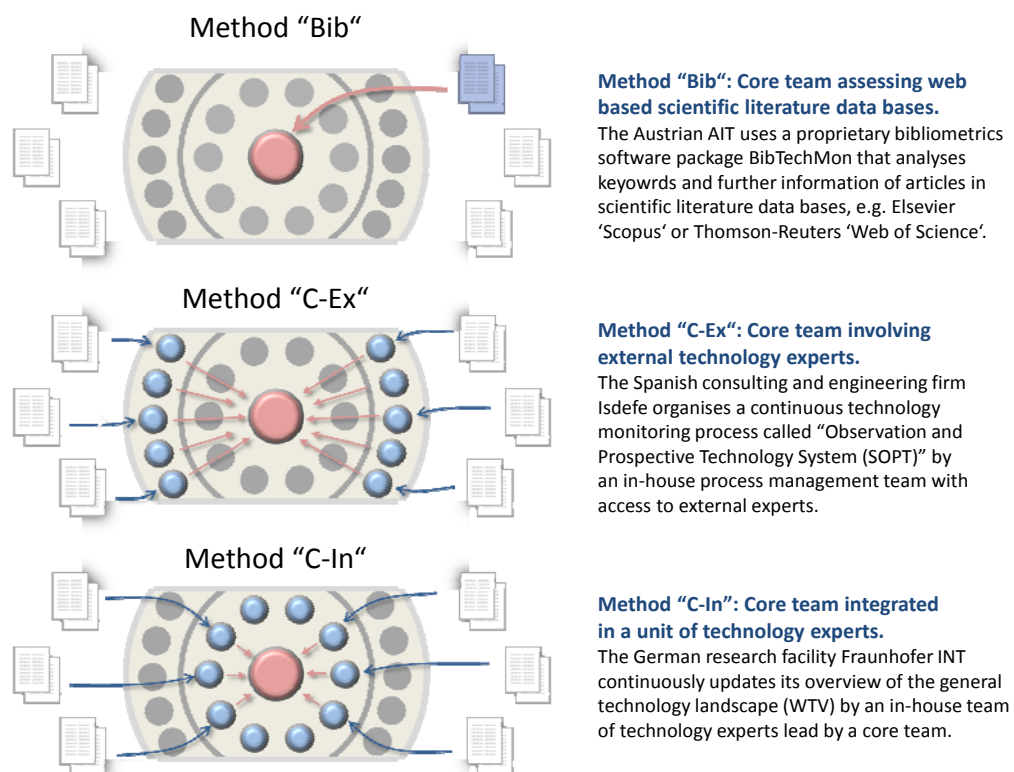 Method “Bib“
Method “Bib“: Core team assessing web
based scientific literature data bases.
The Austrian AIT uses a proprietary bibliometrics
software package BibTechMon that analyses
keyowrds and further information of articles in
scientific literature data bases, e.g. Elsevier
‘Scopus‘ or Thomson-Reuters ‘Web of Science‘.
Method “C-Ex“
Method “C-Ex“: Core team involving
external technology experts.
The Spanish consulting and engineering firm
Isdefe organises a continuous technology
monitoring process called “Observation and
Prospective Technology System (SOPT)” by
an in-house process management team with
access to external experts.
Method “C-In“
Method “C-In”: Core team integrated
in a unit of technology experts.
The German research facility Fraunhofer INT
continuously updates its overview of the general
technology landscape (WTV) by an in-house team
of technology experts lead by a core team.